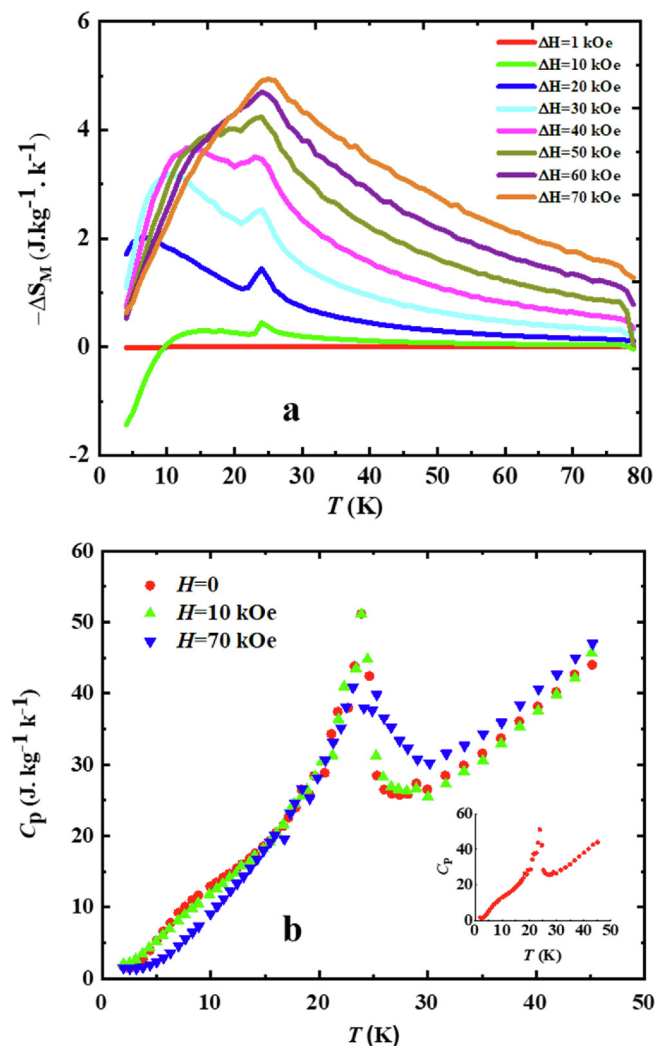 6
4
2
0
-2
−ΔS_M (J.kg⁻¹. k⁻¹)
ΔH=1 kOe
ΔH=10 kOe
ΔH=20 kOe
ΔH=30 kOe
ΔH=40 kOe
ΔH=50 kOe
ΔH=60 kOe
ΔH=70 kOe
a
0 10 20 30 40 50 60 70 80
T (K)
60
50
40
30
20
10
0
C_p (J. kg⁻¹ k⁻¹)
H=0
H=10 kOe
H=70 kOe
b
60
40
20
0
C_P
0 10 20 30 40 50
T (K)
0 10 20 30 40 50
T (K)